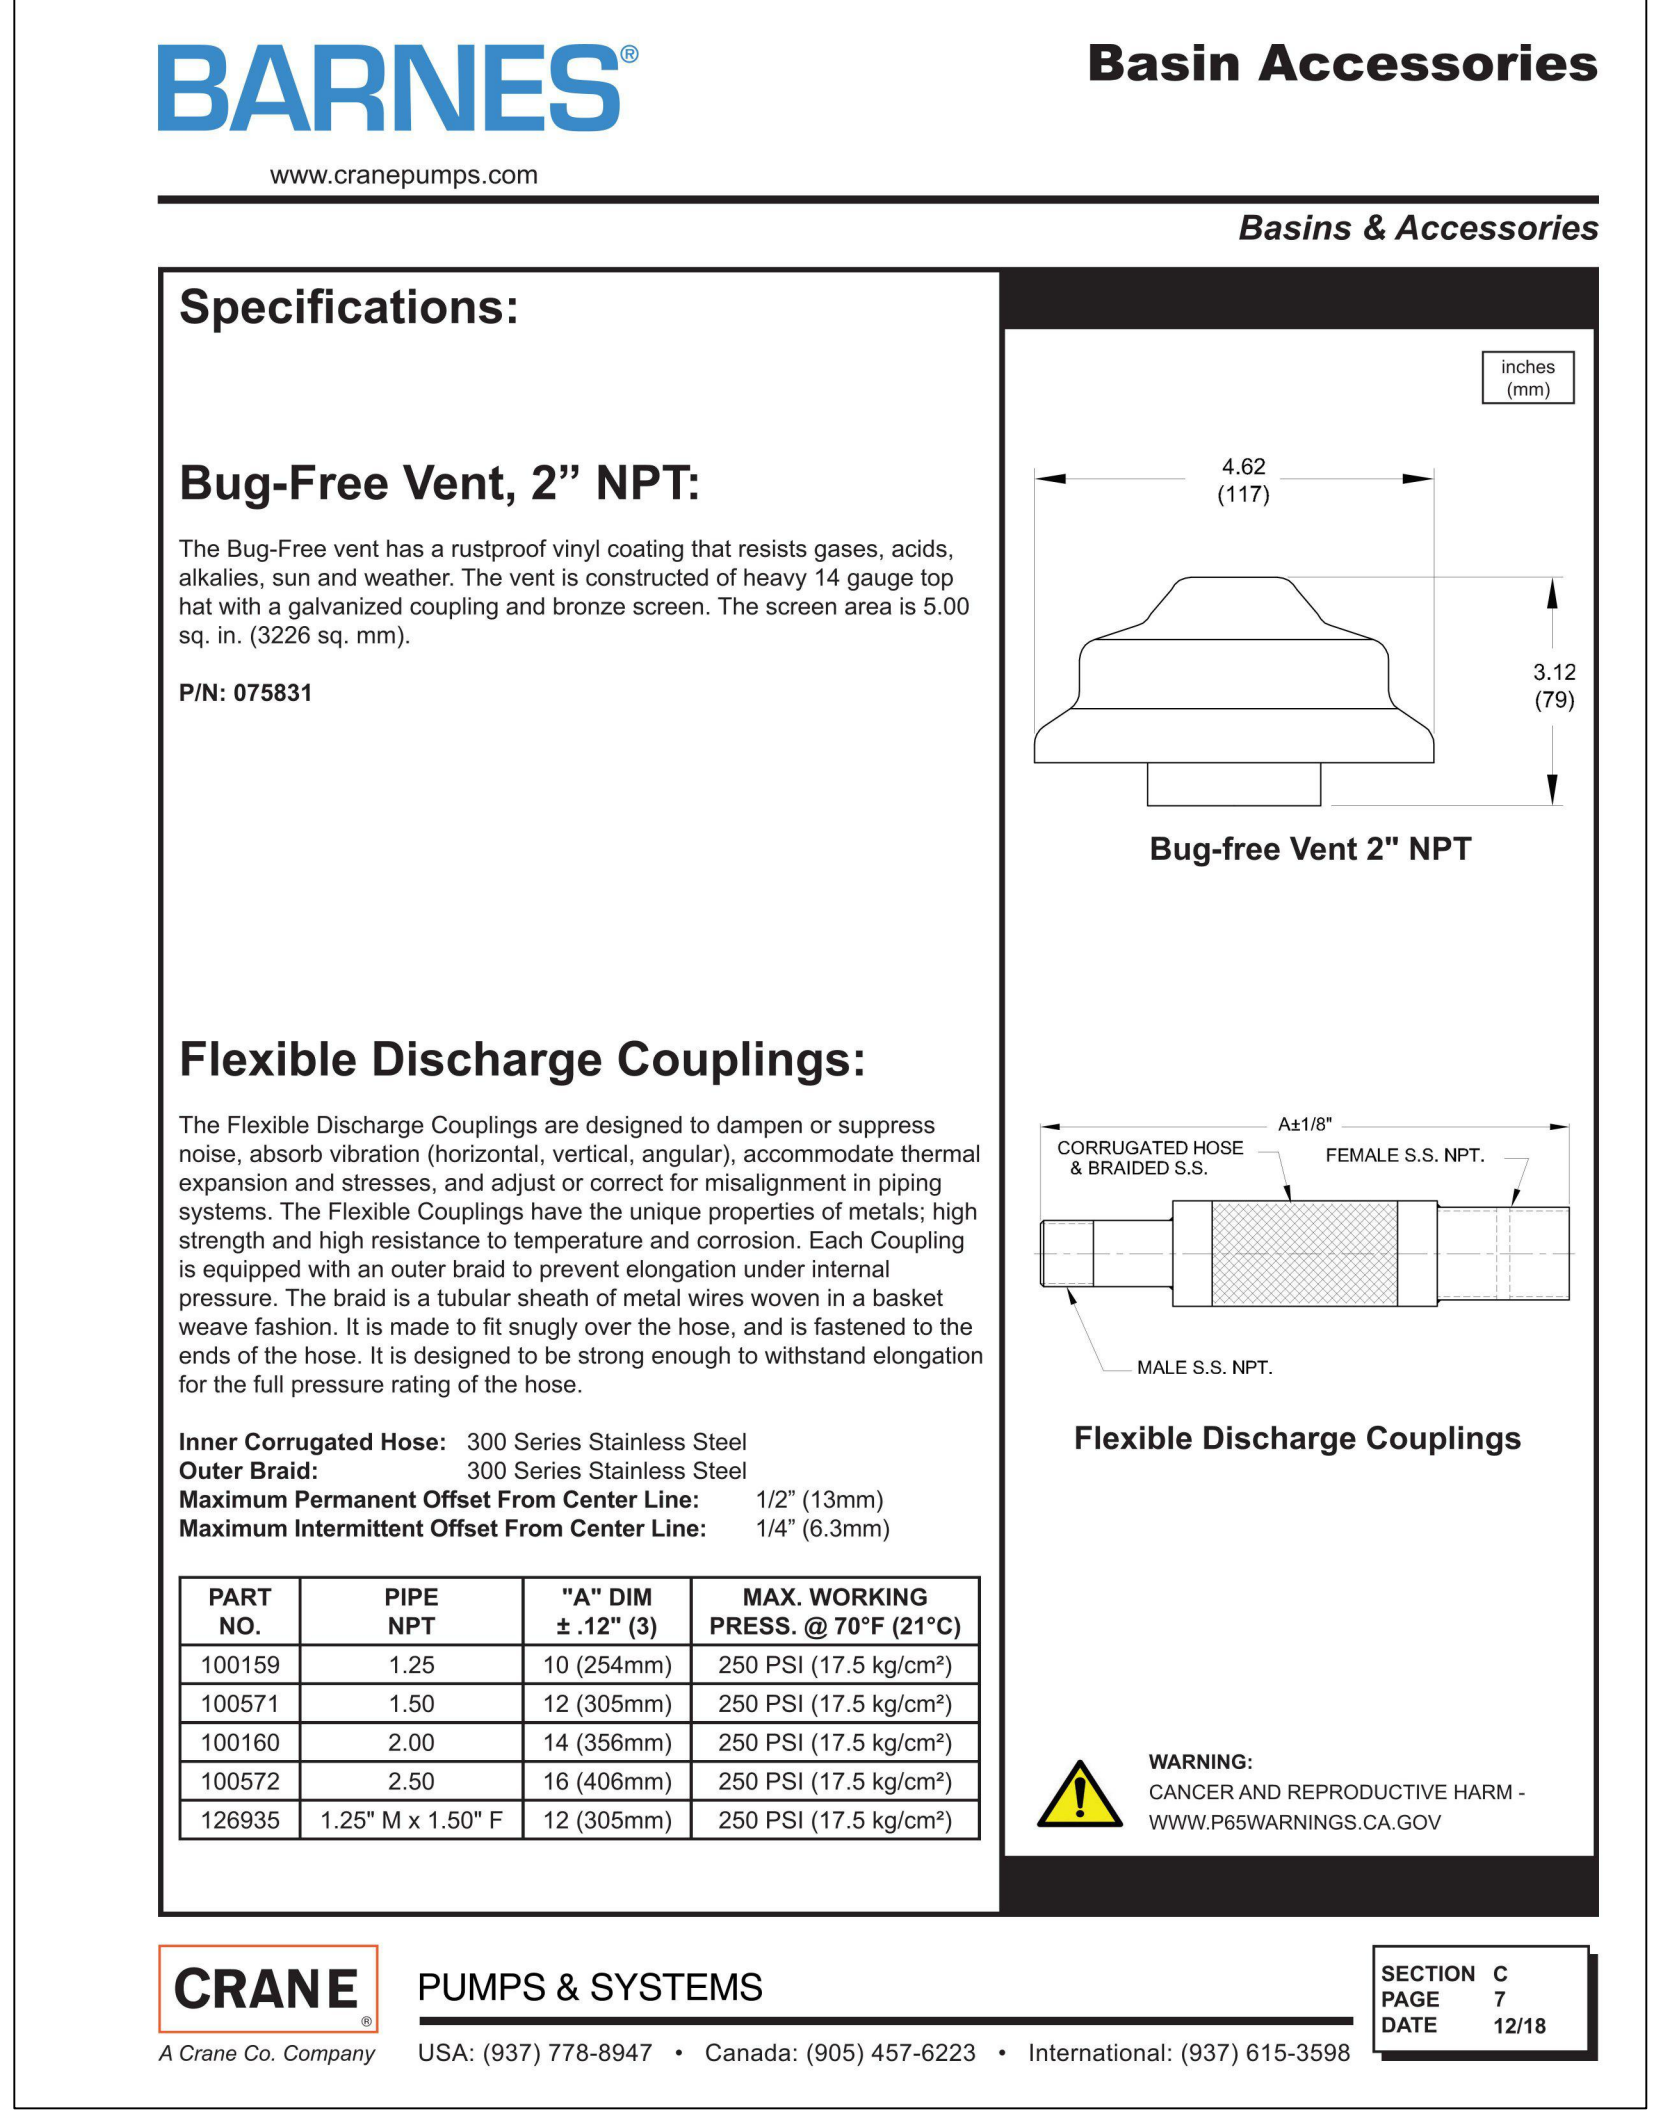 BARNES®
Basin Accessories
www.cranepumps.com
Basins & Accessories
Specifications:
Bug-Free Vent, 2” NPT:
The Bug-Free vent has a rustproof vinyl coating that resists gases, acids,
alkalies, sun and weather. The vent is constructed of heavy 14 gauge top
hat with a galvanized coupling and bronze screen. The screen area is 5.00
sq. in. (3226 sq. mm).
P/N: 075831
Flexible Discharge Couplings:
The Flexible Discharge Couplings are designed to dampen or suppress
noise, absorb vibration (horizontal, vertical, angular), accommodate thermal
expansion and stresses, and adjust or correct for misalignment in piping
systems. The Flexible Couplings have the unique properties of metals; high
strength and high resistance to temperature and corrosion. Each Coupling
is equipped with an outer braid to prevent elongation under internal
pressure. The braid is a tubular sheath of metal wires woven in a basket
weave fashion. It is made to fit snugly over the hose, and is fastened to the
ends of the hose. It is designed to be strong enough to withstand elongation
for the full pressure rating of the hose.
Inner Corrugated Hose: 300 Series Stainless Steel
Outer Braid: 300 Series Stainless Steel
Maximum Permanent Offset From Center Line: 1/2” (13mm)
Maximum Intermittent Offset From Center Line: 1/4” (6.3mm)
PART PIPE "A" DIM MAX. WORKING
NO. NPT ± .12" (3) PRESS. @ 70°F (21°C)
100159 1.25 10 (254mm) 250 PSI (17.5 kg/cm²)
100571 1.50 12 (305mm) 250 PSI (17.5 kg/cm²)
100160 2.00 14 (356mm) 250 PSI (17.5 kg/cm²)
100572 2.50 16 (406mm) 250 PSI (17.5 kg/cm²)
126935 1.25" M x 1.50" F 12 (305mm) 250 PSI (17.5 kg/cm²)
inches
(mm)
4.62
(117)
3.12
(79)
Bug-free Vent 2" NPT
A±1/8"
CORRUGATED HOSE
& BRAIDED S.S.
FEMALE S.S. NPT.
MALE S.S. NPT.
Flexible Discharge Couplings
WARNING:
CANCER AND REPRODUCTIVE HARM -
WWW.P65WARNINGS.CA.GOV
CRANE®
A Crane Co. Company
PUMPS & SYSTEMS
USA: (937) 778-8947 • Canada: (905) 457-6223 • International: (937) 615-3598
SECTION C
PAGE 7
DATE 12/18